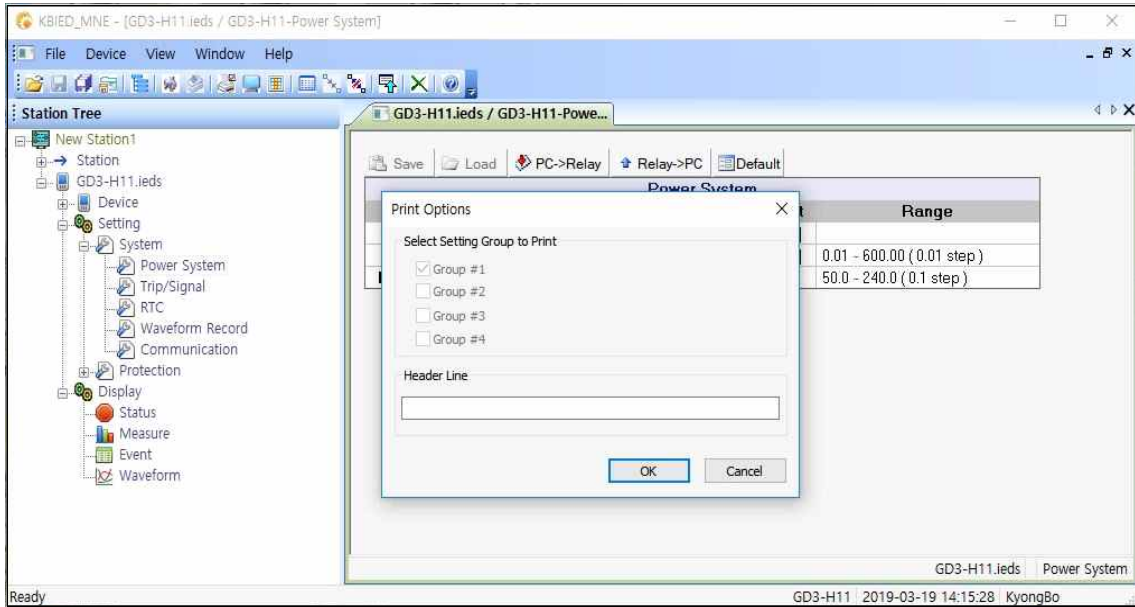 KBIED_MNE - [GD3-H11.ieds / GD3-H11-Power System]
File Device View Window Help
Station Tree
New Station1
Station
GD3-H11.ieds
Device
Setting
System
Power System
Trip/Signal
RTC
Waveform Record
Communication
Protection
Display
Status
Measure
Event
Waveform
GD3-H11.ieds / GD3-H11-Powe...
Save Load PC->Relay Relay->PC Default
Power System
Range
0.01 - 600.00 ( 0.01 step )
50.0 - 240.0 ( 0.1 step )
Print Options
Select Setting Group to Print
Group #1
Group #2
Group #3
Group #4
Header Line
OK Cancel
GD3-H11.ieds Power System
Ready GD3-H11 2019-03-19 14:15:28 KyongBo